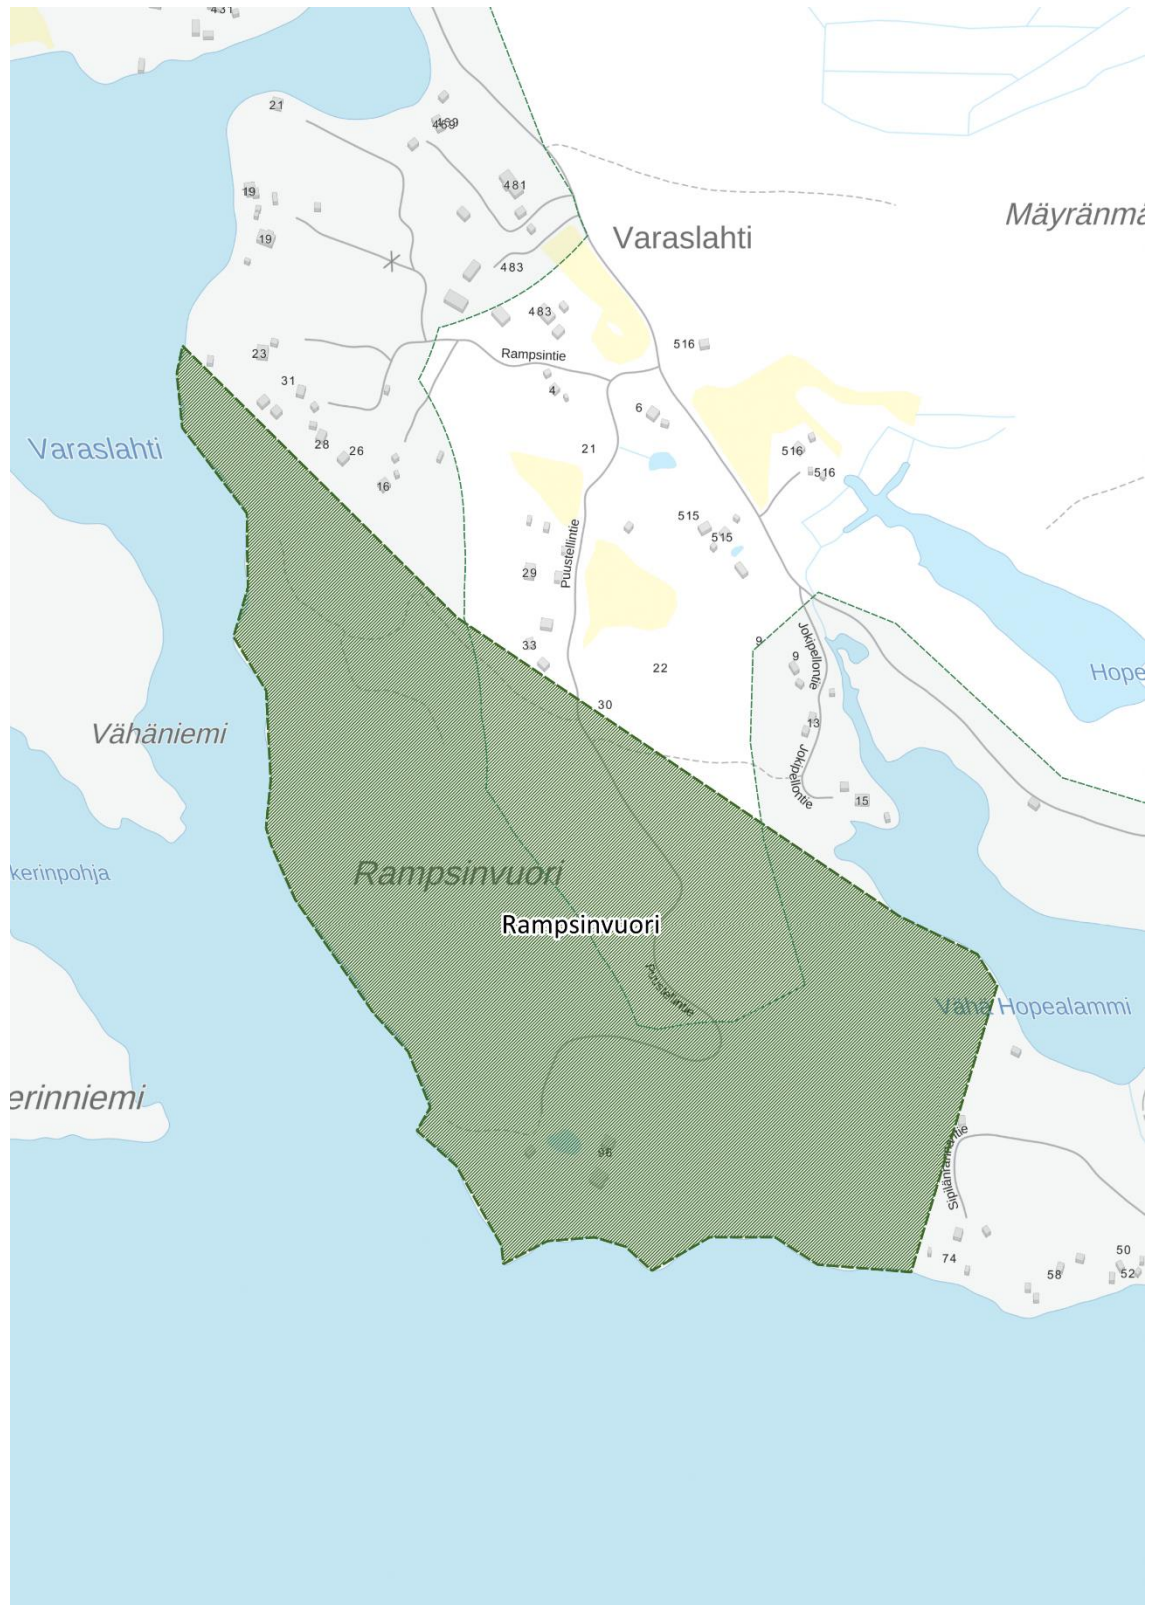 431
21
469
481
19
Mäyränmä
19
Varaslahti
483
483
516
Rampsintie
23
31
4
6
28
26
21
Varaslahti
516
516
16
515
515
Puustellintie
29
33
9
9
Jokipellontie
22
Hope
30
13
Vähäniemi
Jokipellontie
15
kerinpohja
Rampsinvuori
Rampsinvuori
Puustellintie
Vähä Hopealammi
erinniemi
98
Sipilänrannantie
74
50
58
52